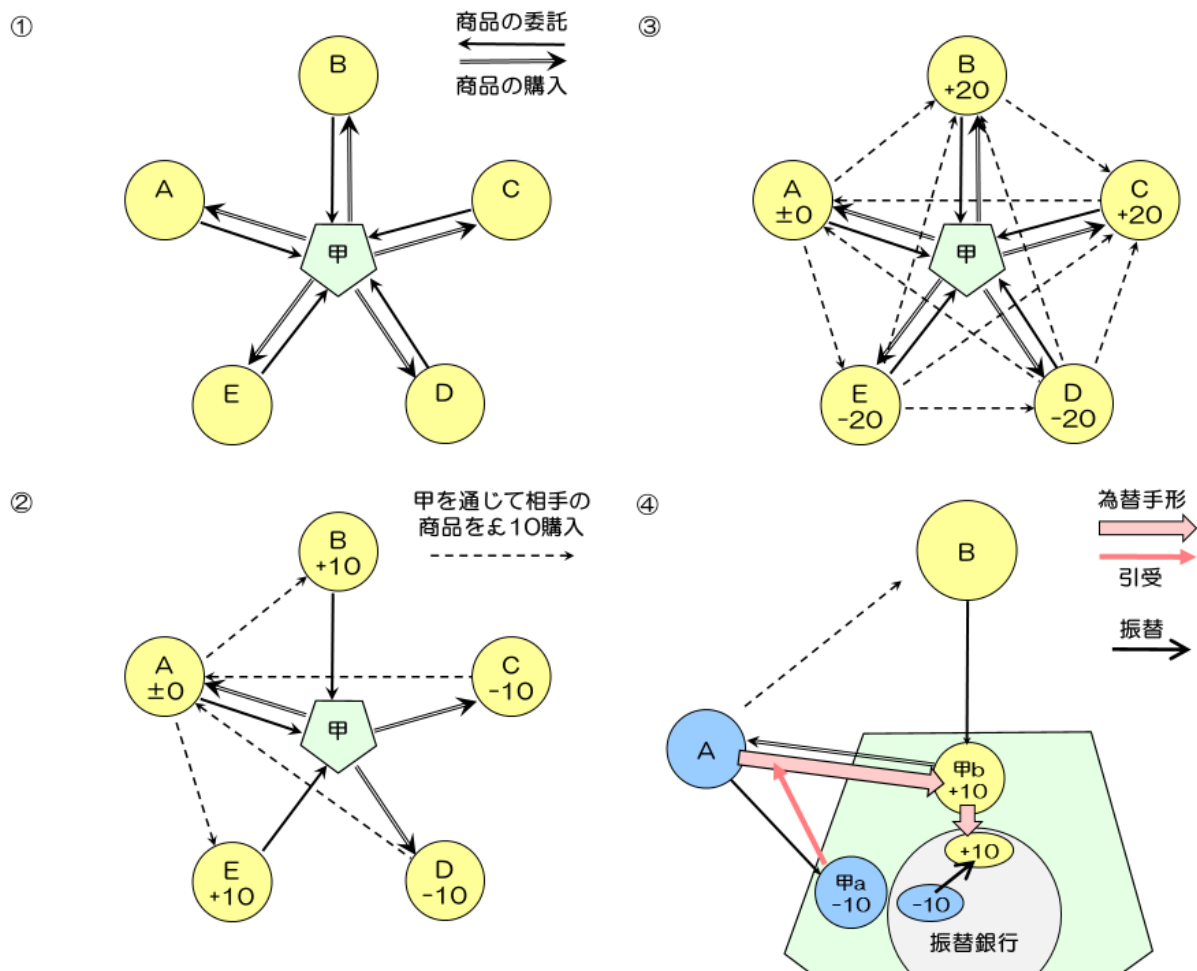 ①
商品の委託
商品の購入
B
A
C
甲
E
D
②
甲を通じて相手の
商品を£10購入
B
+10
A
±0
C
-10
甲
E
+10
D
-10
③
B
+20
A
±0
C
+20
甲
E
-20
D
-20
④
為替手形
引受
振替
B
A
甲b
+10
+10
甲a
-10
-10
振替銀行